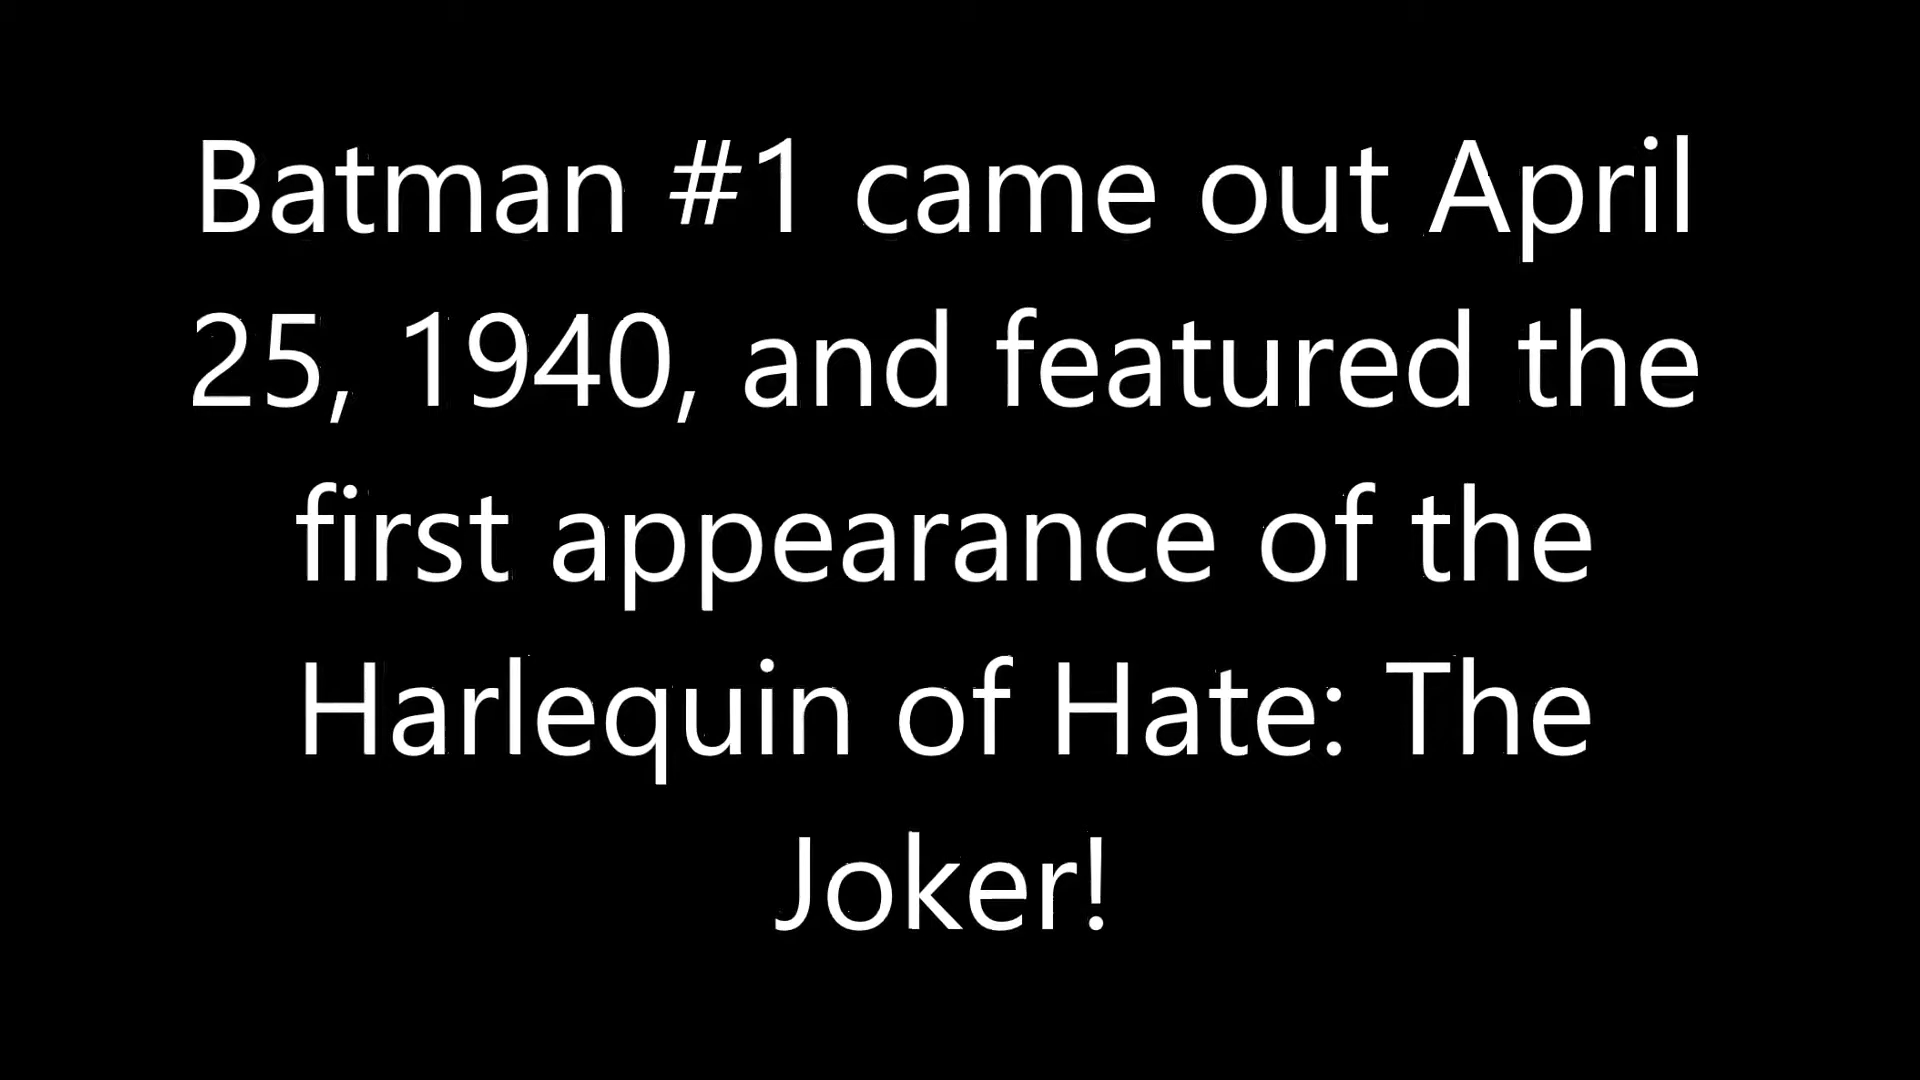 Batman #1 came out April
25, 1940, and featured the
first appearance of the
Harlequin of Hate: The
Joker!